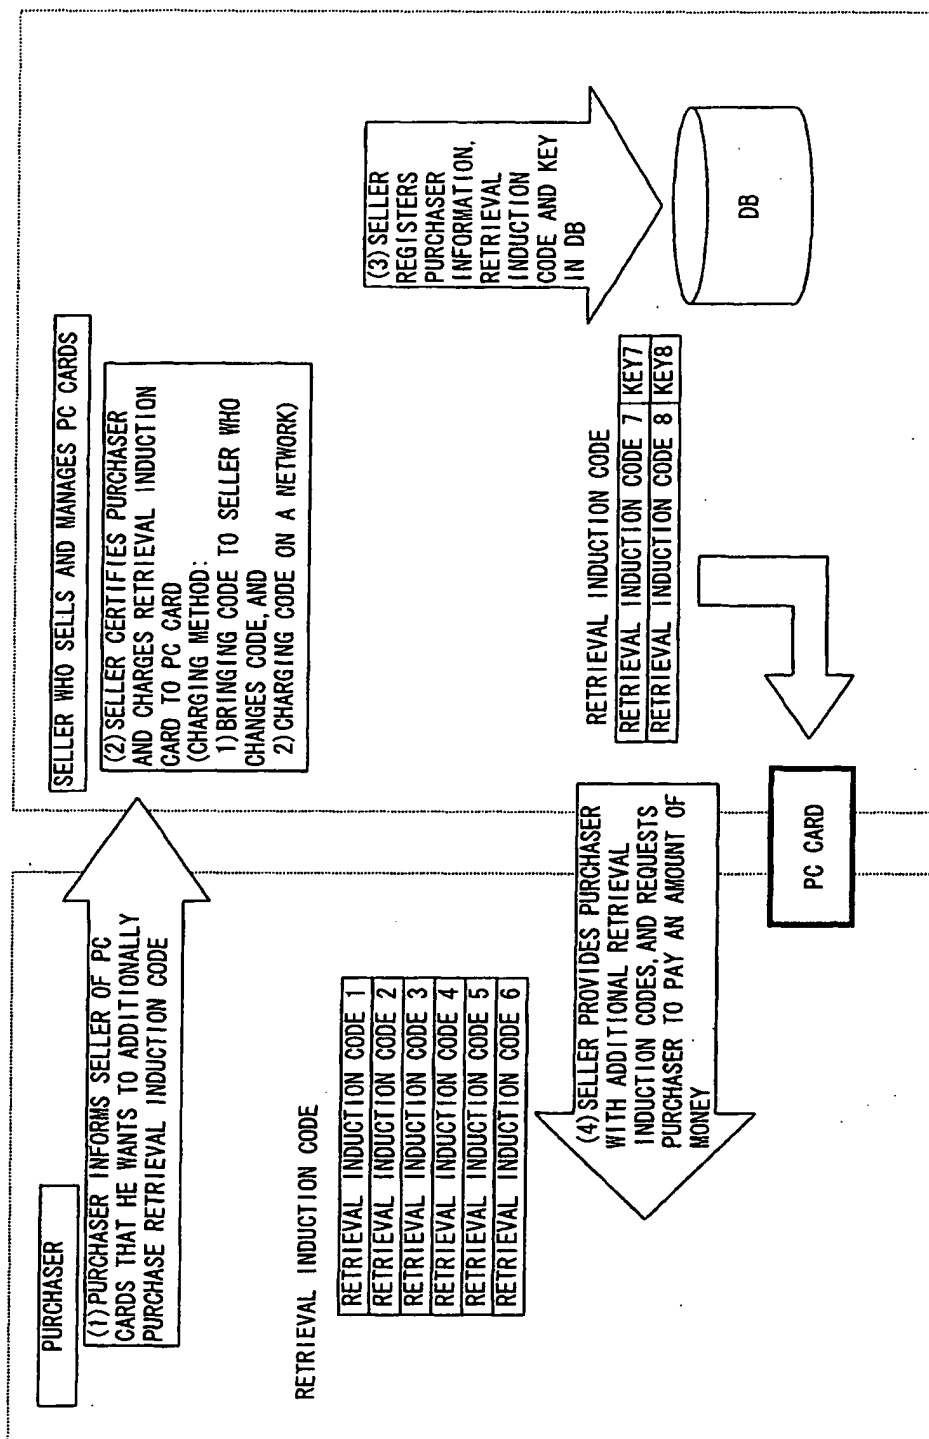 PURCHASER
(1)PURCHASER INFORMS SELLER OF PC
CARDS THAT HE WANTS TO ADDITIONALLY
PURCHASE RETRIEVAL INDUCTION CODE
SELLER WHO SELLS AND MANAGES PC CARDS
(2)SELLER CERTIFIES PURCHASER
AND CHARGES RETRIEVAL INDUCTION
CARD TO PC CARD
(CHARGING METHOD:
1)BRINGING CODE TO SELLER WHO
CHANGES CODE,AND
2)CHARGING CODE ON A NETWORK)
RETRIEVAL INDUCTION CODE
RETRIEVAL INDUCTION CODE 1
RETRIEVAL INDUCTION CODE 2
RETRIEVAL INDUCTION CODE 3
RETRIEVAL INDUCTION CODE 4
RETRIEVAL INDUCTION CODE 5
RETRIEVAL INDUCTION CODE 6
(3)SELLER
REGISTERS
PURCHASER
INFORMATION,
RETRIEVAL
INDUCTION
CODE AND KEY
IN DB
(4)SELLER PROVIDES PURCHASER
WITH ADDITIONAL RETRIEVAL
INDUCTION CODES,AND REQUESTS
PURCHASER TO PAY AN AMOUNT OF
MONEY
RETRIEVAL INDUCTION CODE
RETRIEVAL INDUCTION CODE 7 KEY7
RETRIEVAL INDUCTION CODE 8 KEY8
DB
PC CARD